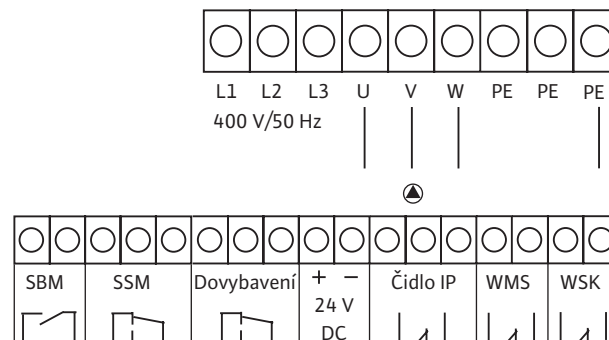 L1 L2 L3 U V W PE PE PE
400 V/50 Hz
SBM SSM Dovybavení + − Čidlo IP WMS WSK
24 V
DC